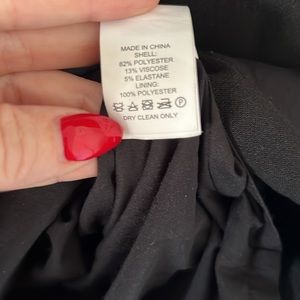 MADE IN CHINA
SHELL:
82% POLYESTER
13% VISCOSE
5% ELASTANE
LINING:
100% POLYESTER
P
DRY CLEAN ONLY